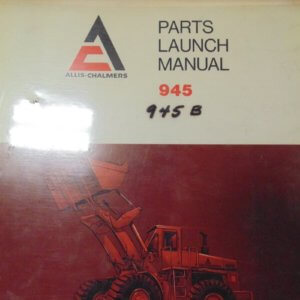 PARTS
LAUNCH
MANUAL
ALLIS-CHALMERS
945
945 B